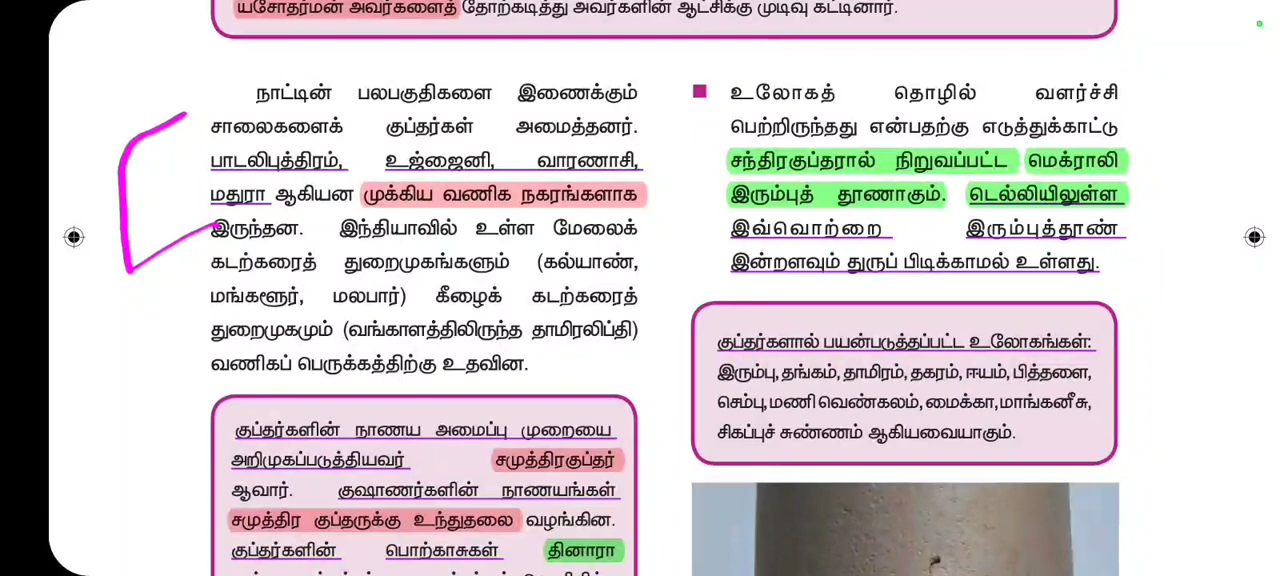 யசோதர்மன் அவர்களைத் தோற்கடித்து அவர்களின் ஆட்சிக்கு முடிவு கட்டினார்.
நாட்டின் பலபகுதிகளை இணைக்கும்
சாலைகளைக் குப்தர்கள் அமைத்தனர்.
பாடலிபுத்திரம், உஜ்ஜைனி, வாரணாசி,
மதுரா ஆகியன முக்கிய வணிக நகரங்களாக
இருந்தன. இந்தியாவில் உள்ள மேலைக்
கடற்கரைத் துறைமுகங்களும் (கல்யாண்,
மங்களூர், மலபார்) கீழைக் கடற்கரைத்
துறைமுகமும் (வங்காளத்திலிருந்த தாமிரலிப்தி)
வணிகப் பெருக்கத்திற்கு உதவின.
குப்தர்களின் நாணய அமைப்பு முறையை
அறிமுகப்படுத்தியவர் சமுத்திரகுப்தர்
ஆவார். குஷாணர்களின் நாணயங்கள்
சமுத்திர குப்தருக்கு உந்துதலை வழங்கின.
குப்தர்களின் பொற்காசுகள் தினாரா
■ உலோகத் தொழில் வளர்ச்சி
பெற்றிருந்தது என்பதற்கு எடுத்துக்காட்டு
சந்திரகுப்தரால் நிறுவப்பட்ட மெக்ராலி
இரும்புத் தூணாகும். டெல்லியிலுள்ள
இவ்வொற்றை இரும்புத்தூண்
இன்றளவும் துருப் பிடிக்காமல் உள்ளது.
குப்தர்களால் பயன்படுத்தப்பட்ட உலோகங்கள்:
இரும்பு, தங்கம், தாமிரம், தகரம், ஈயம், பித்தளை,
செம்பு, மணி வெண்கலம், மைக்கா, மாங்கனீசு,
சிகப்புச் சுண்ணம் ஆகியவையாகும்.